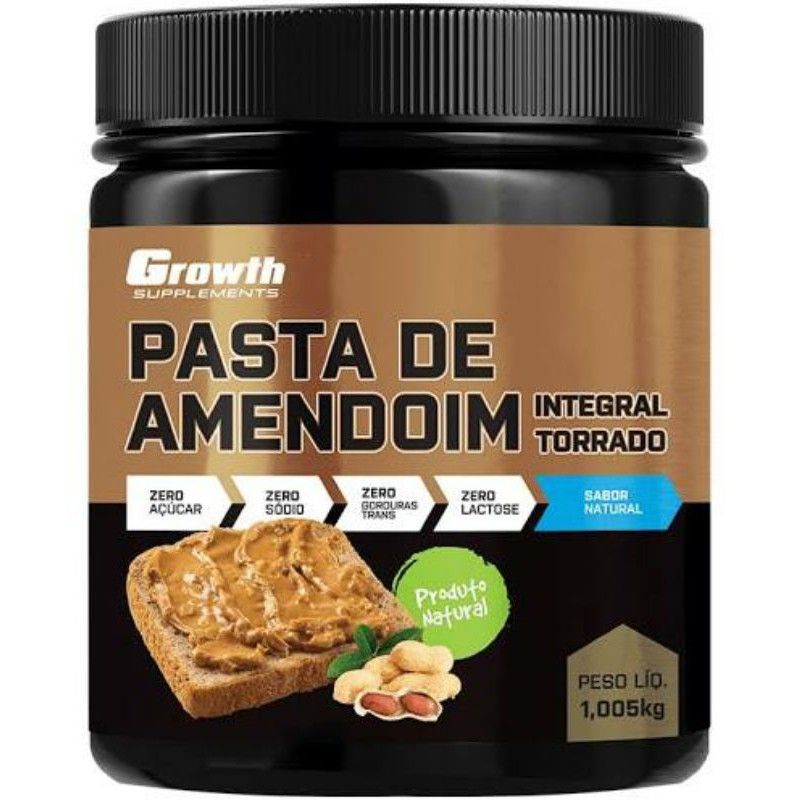 Growth
SUPPLEMENTS
PASTA DE
AMENDOIM
INTEGRAL
TORRADO
ZERO
AÇÚCAR
ZERO
SÓDIO
ZERO
GORDURAS
TRANS
ZERO
LACTOSE
SABOR
NATURAL
Produto
Natural
PESO LÍQ.
1,005kg